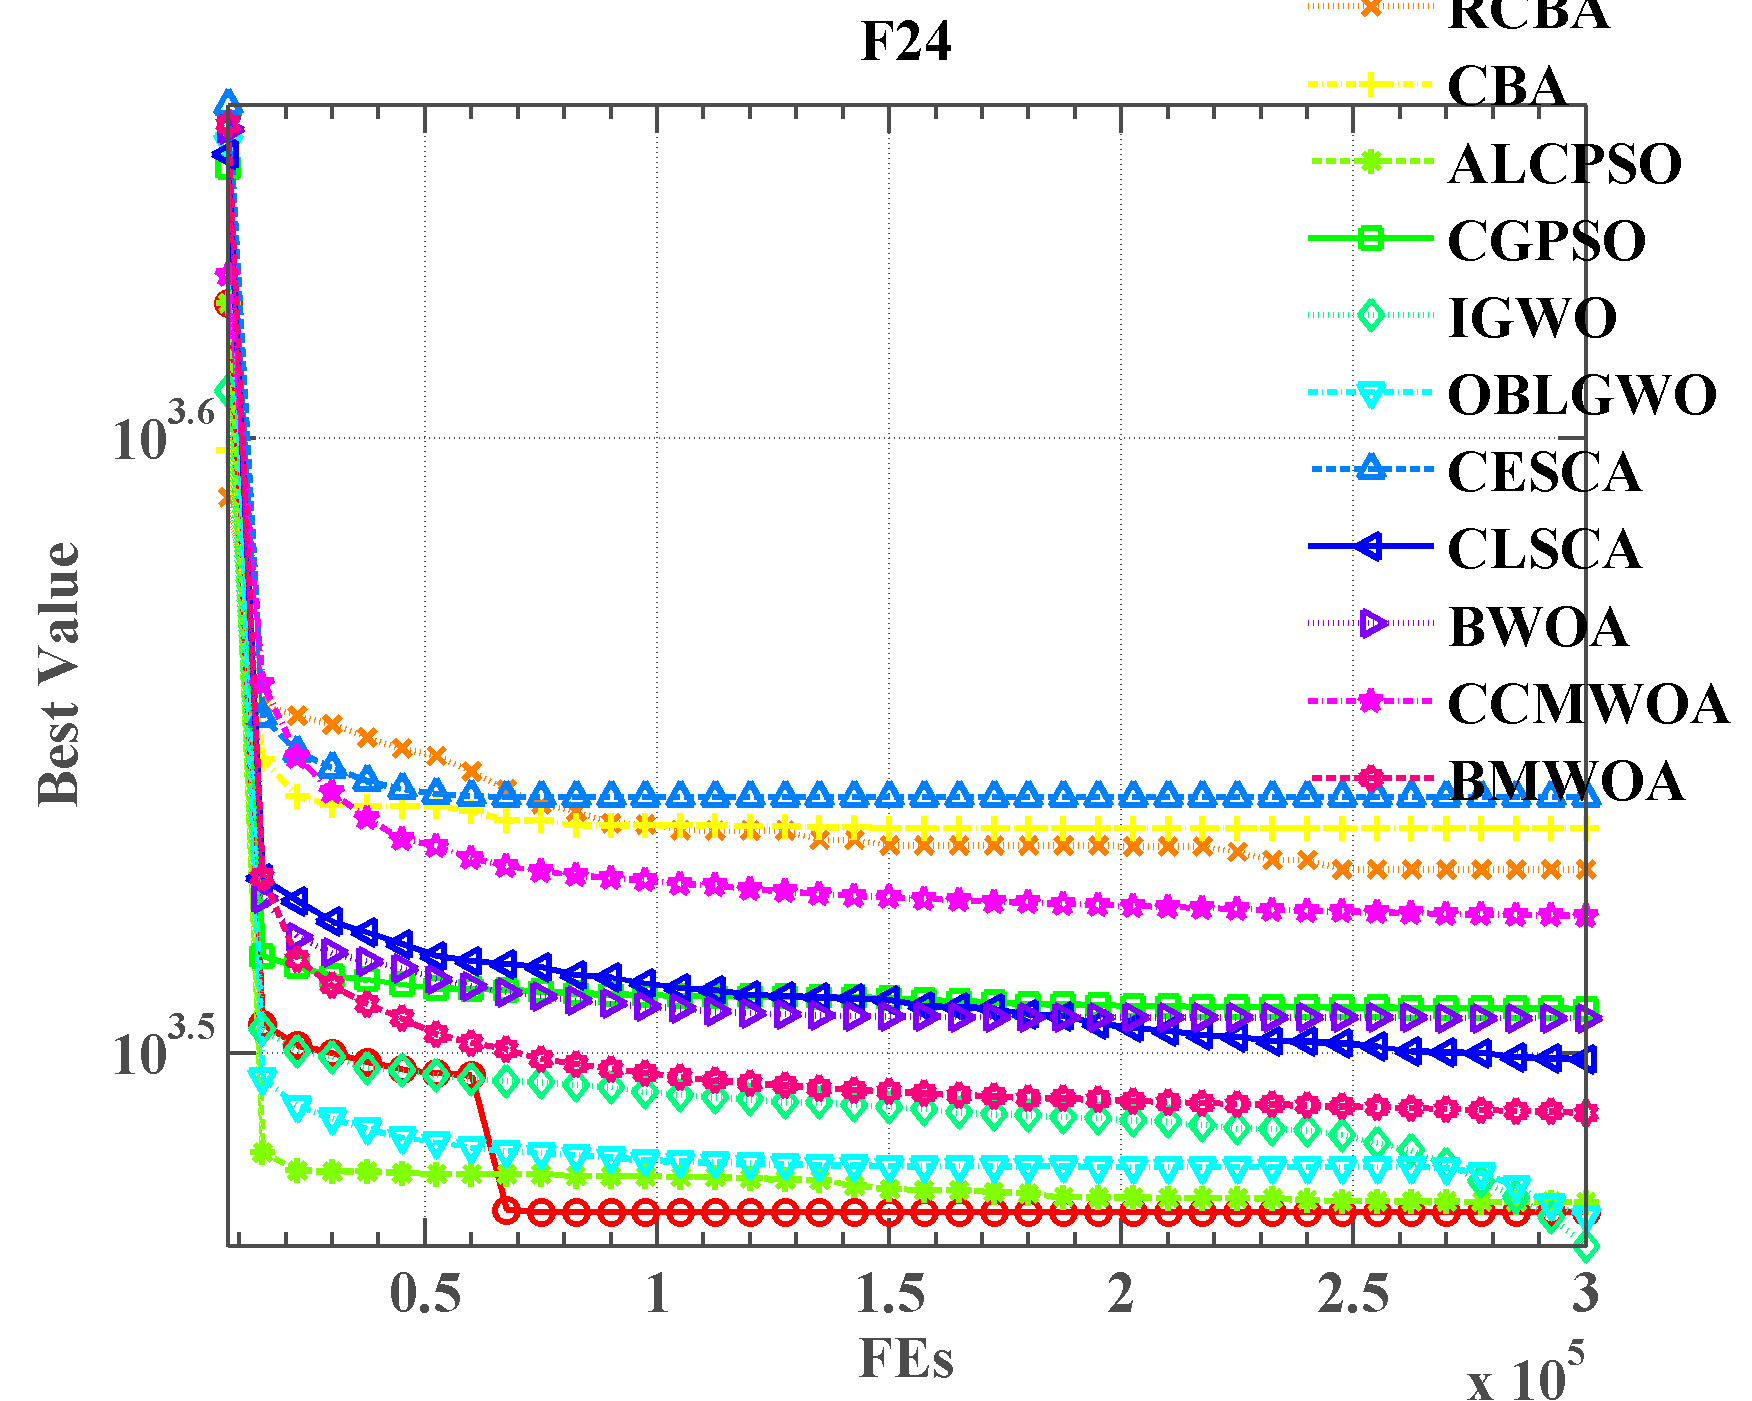 F24
RCBA
CBA
ALCPSO
CGPSO
IGWO
OBLGWO
CESCA
CLSCA
BWOA
CCMWOA
BMWOA
Best Value
10^3.6
10^3.5
0.5 1 1.5 2 2.5 3
FEs
x 10^5